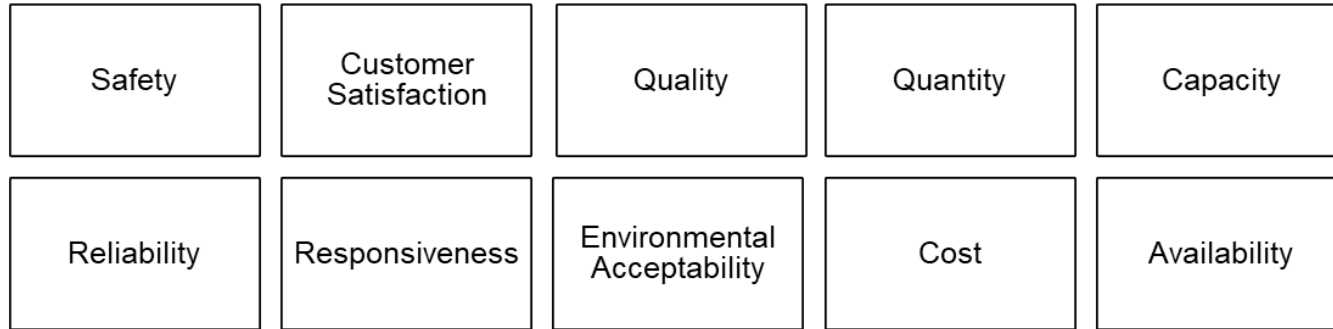 Safety
Customer
Satisfaction
Quality
Quantity
Capacity
Reliability
Responsiveness
Environmental
Acceptability
Cost
Availability